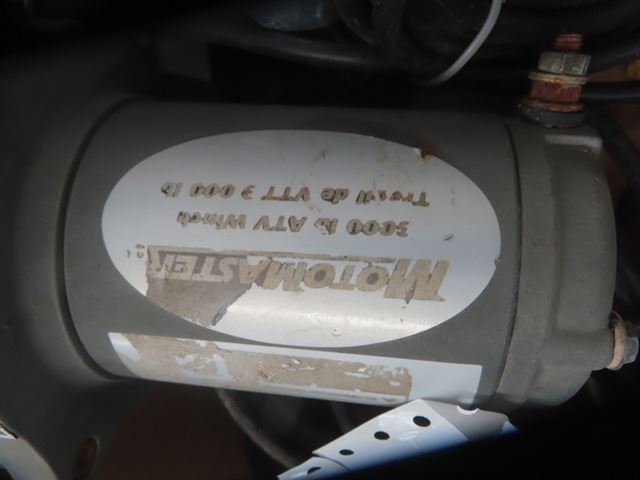 MOTOMASTER
3000 lb ATV Winch
Treuil de VTT 3 000 lb